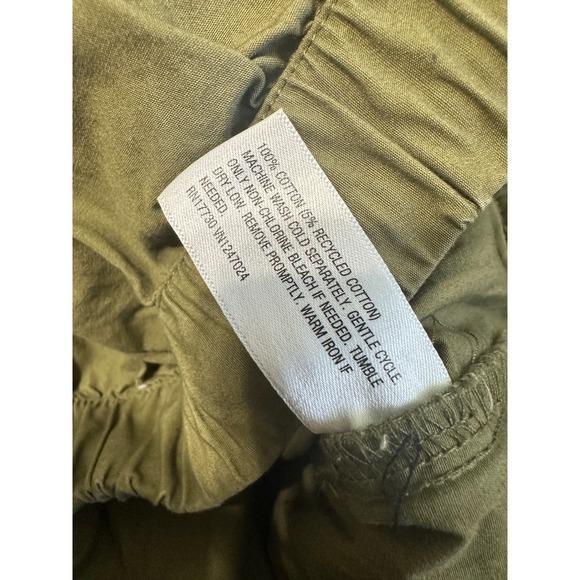 100% COTTON (5% RECYCLED COTTON)
MACHINE WASH COLD SEPARATELY, GENTLE CYCLE.
ONLY NON-CHLORINE BLEACH IF NEEDED. TUMBLE
DRY LOW. REMOVE PROMPTLY. WARM IRON IF
NEEDED.
RN17730 VN1247024